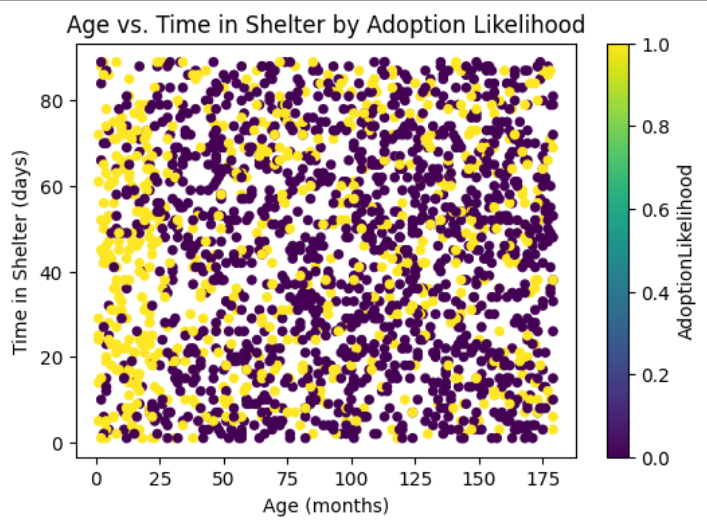 Age vs. Time in Shelter by Adoption Likelihood
Time in Shelter (days)
80
60
40
20
0
0 25 50 75 100 125 150 175
Age (months)
1.0
0.8
0.6
0.4
0.2
0.0
AdoptionLikelihood